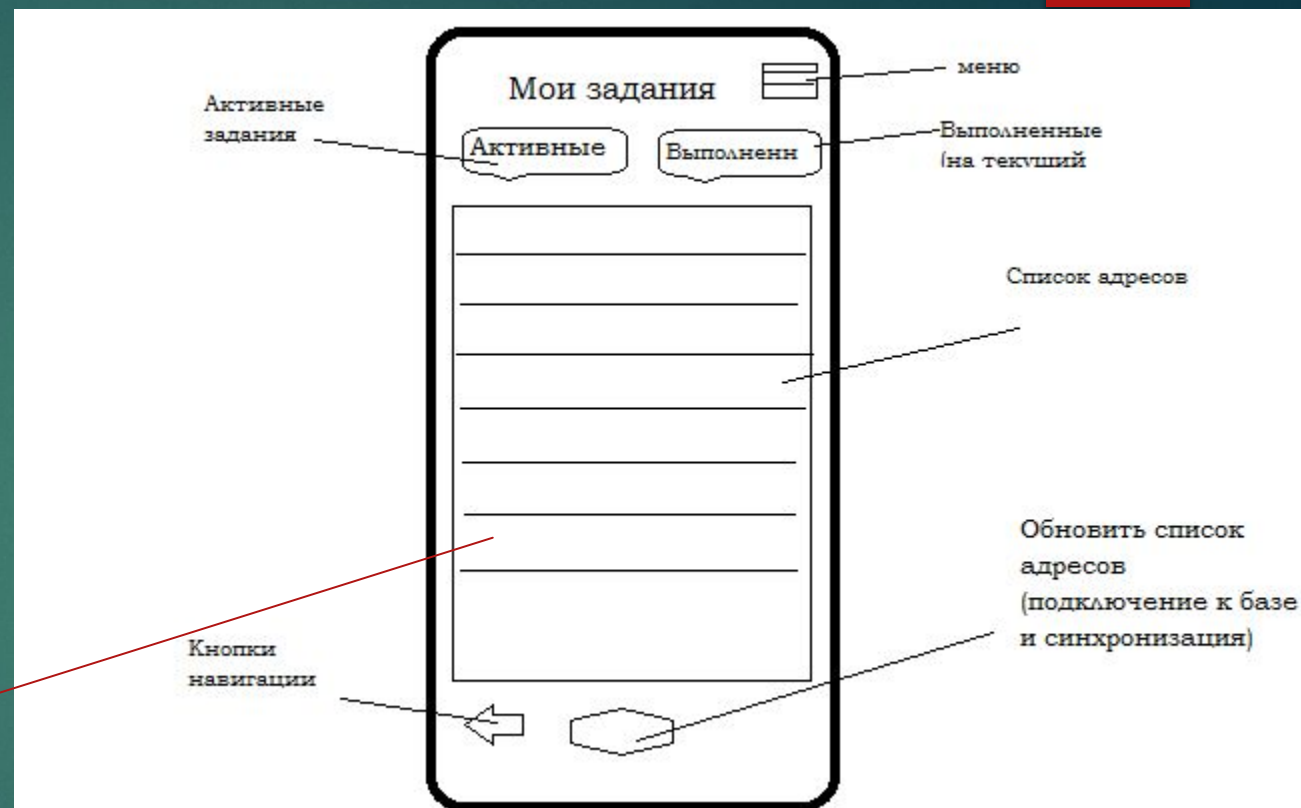 Мои задания
меню
Активные
задания
Активные
Выполненн
Выполненные
(на текущий
Список адресов
Обновить список
адресов
(подключение к базе
и синхронизация)
Кнопки
навигации